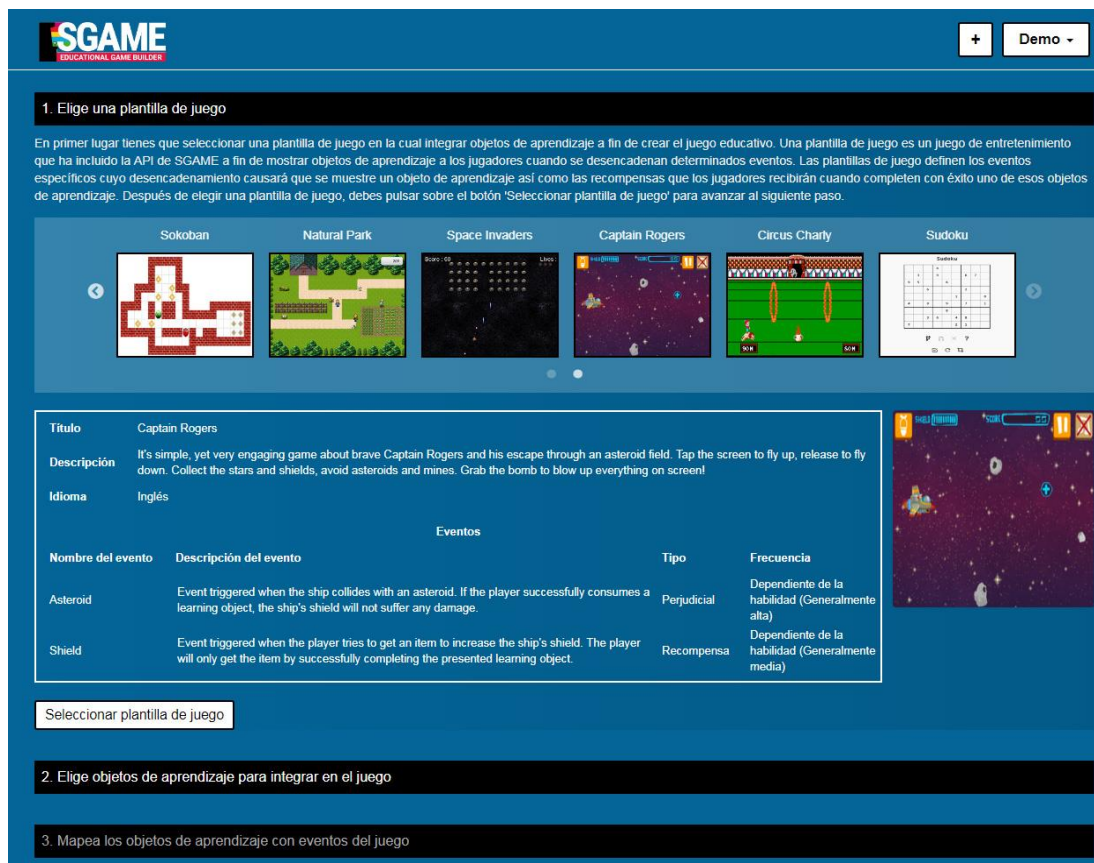 SGAME
EDUCATIONAL GAME BUILDER
+
Demo
1. Elige una plantilla de juego
En primer lugar tienes que seleccionar una plantilla de juego en la cual integrar objetos de aprendizaje a fin de crear el juego educativo. Una plantilla de juego es un juego de entretenimiento
que ha incluido la API de SGAME a fin de mostrar objetos de aprendizaje a los jugadores cuando se desencadenan determinados eventos. Las plantillas de juego definen los eventos
específicos cuyo desencadenamiento causará que se muestre un objeto de aprendizaje así como las recompensas que los jugadores recibirán cuando completen con éxito uno de esos objetos
de aprendizaje. Después de elegir una plantilla de juego, debes pulsar sobre el botón 'Seleccionar plantilla de juego' para avanzar al siguiente paso.
Sokoban
Natural Park
Space Invaders
Captain Rogers
Circus Charly
Sudoku
Score : 00
Lives :
SCORE
Sudoku
50 M
50 M
Título
Captain Rogers
Descripción
It's simple, yet very engaging game about brave Captain Rogers and his escape through an asteroid field. Tap the screen to fly up, release to fly
down. Collect the stars and shields, avoid asteroids and mines. Grab the bomb to blow up everything on screen!
Idioma
Inglés
SHIELD
SCORE
Eventos
Nombre del evento
Descripción del evento
Tipo
Frecuencia
Asteroid
Event triggered when the ship collides with an asteroid. If the player successfully consumes a
learning object, the ship's shield will not suffer any damage.
Perjudicial
Dependiente de la
habilidad (Generalmente
alta)
Shield
Event triggered when the player tries to get an item to increase the ship's shield. The player
will only get the item by successfully completing the presented learning object.
Recompensa
Dependiente de la
habilidad (Generalmente
media)
Seleccionar plantilla de juego
2. Elige objetos de aprendizaje para integrar en el juego
3. Mapea los objetos de aprendizaje con eventos del juego